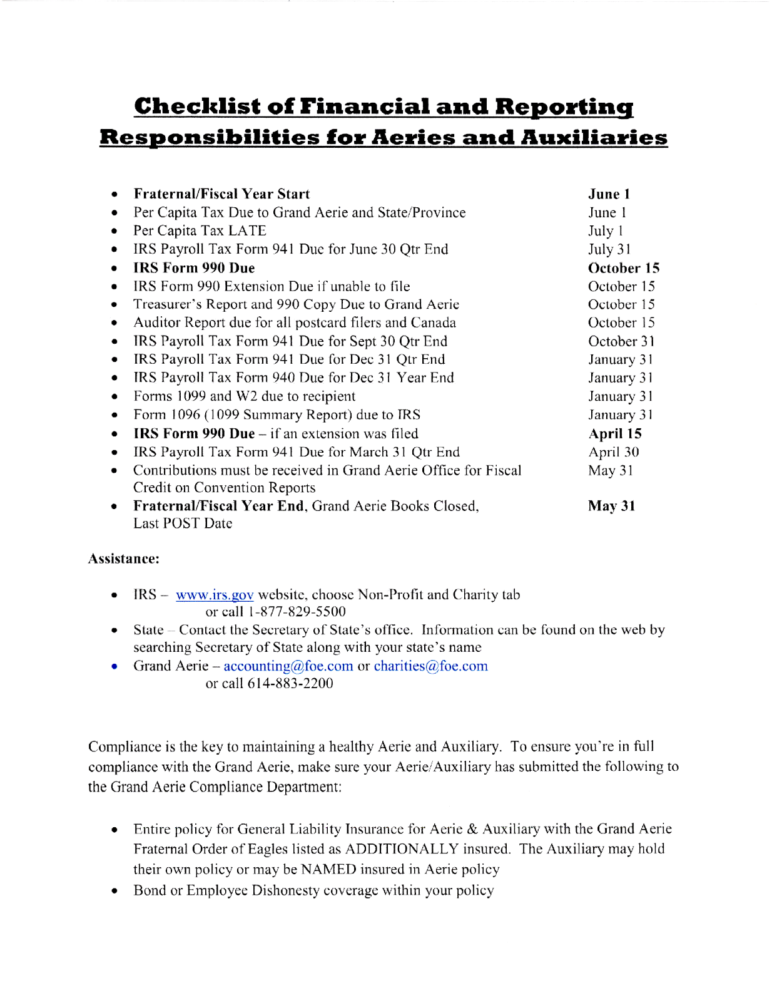 Checklist of Financial and Reporting
Responsibilities for Aeries and Auxiliaries
• Fraternal/Fiscal Year Start June 1
• Per Capita Tax Due to Grand Aerie and State/Province June 1
• Per Capita Tax LATE July 1
• IRS Payroll Tax Form 941 Due for June 30 Qtr End July 31
• IRS Form 990 Due October 15
• IRS Form 990 Extension Due if unable to file October 15
• Treasurer's Report and 990 Copy Due to Grand Aerie October 15
• Auditor Report due for all postcard filers and Canada October 15
• IRS Payroll Tax Form 941 Due for Sept 30 Qtr End October 31
• IRS Payroll Tax Form 941 Due for Dec 31 Qtr End January 31
• IRS Payroll Tax Form 940 Due for Dec 31 Year End January 31
• Forms 1099 and W2 due to recipient January 31
• Form 1096 (1099 Summary Report) due to IRS January 31
• IRS Form 990 Due – if an extension was filed April 15
• IRS Payroll Tax Form 941 Due for March 31 Qtr End April 30
• Contributions must be received in Grand Aerie Office for Fiscal May 31
Credit on Convention Reports
• Fraternal/Fiscal Year End, Grand Aerie Books Closed, May 31
Last POST Date
Assistance:
• IRS – www.irs.gov website, choose Non-Profit and Charity tab
or call 1-877-829-5500
• State – Contact the Secretary of State's office. Information can be found on the web by
searching Secretary of State along with your state's name
• Grand Aerie – accounting@foe.com or charities@foe.com
or call 614-883-2200
Compliance is the key to maintaining a healthy Aerie and Auxiliary. To ensure you're in full
compliance with the Grand Aerie, make sure your Aerie/Auxiliary has submitted the following to
the Grand Aerie Compliance Department:
• Entire policy for General Liability Insurance for Aerie & Auxiliary with the Grand Aerie
Fraternal Order of Eagles listed as ADDITIONALLY insured. The Auxiliary may hold
their own policy or may be NAMED insured in Aerie policy
• Bond or Employee Dishonesty coverage within your policy